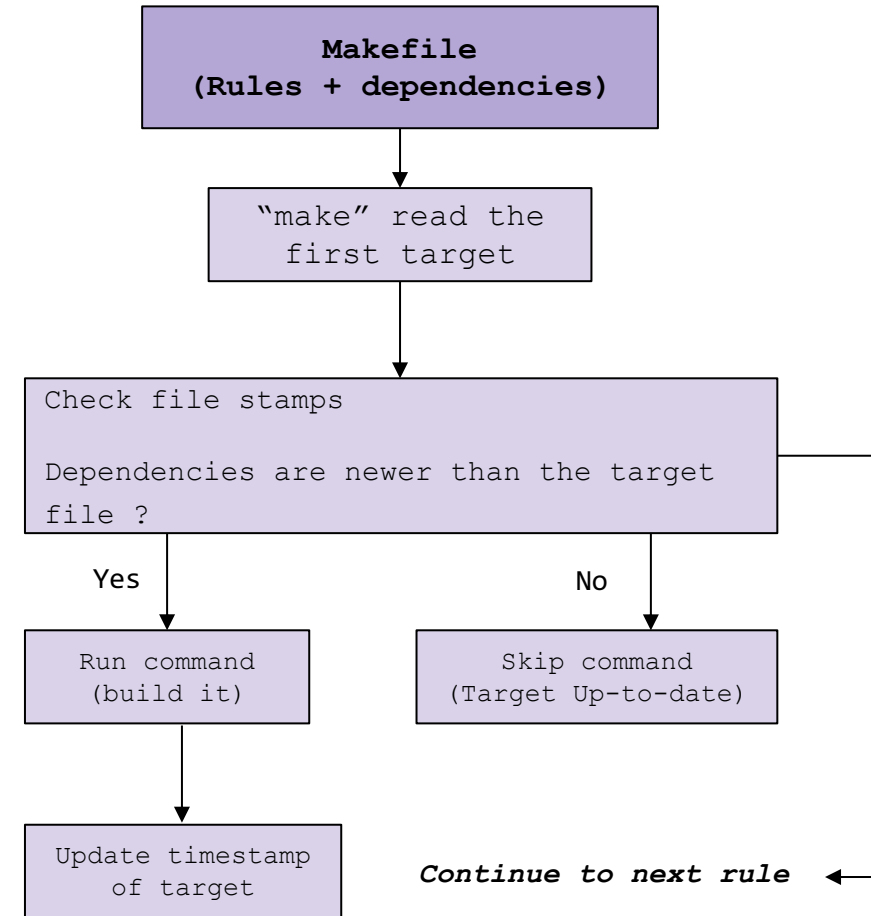 Makefile
(Rules + dependencies)
“make” read the
first target
Check file stamps
Dependencies are newer than the target
file ?
Yes
No
Run command
(build it)
Skip command
(Target Up-to-date)
Update timestamp
of target
Continue to next rule